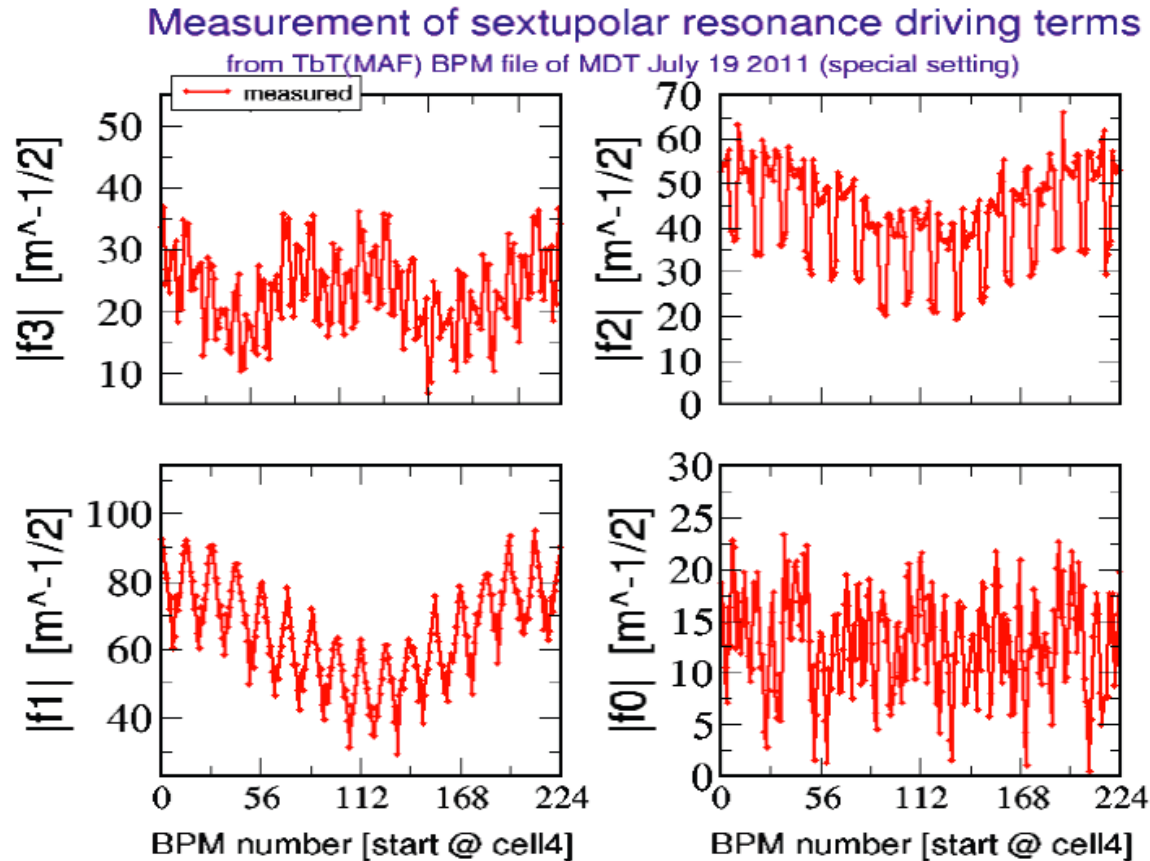 Measurement of sextupolar resonance driving terms
from TbT(MAF) BPM file of MDT July 19 2011 (special setting)
measured
|f3| [m^-1/2]
50
40
30
20
10
|f2| [m^-1/2]
70
60
50
40
30
20
10
0
|f1| [m^-1/2]
100
80
60
40
0 56 112 168 224
BPM number [start @ cell4]
|f0| [m^-1/2]
30
25
20
15
10
5
0
0 56 112 168 224
BPM number [start @ cell4]